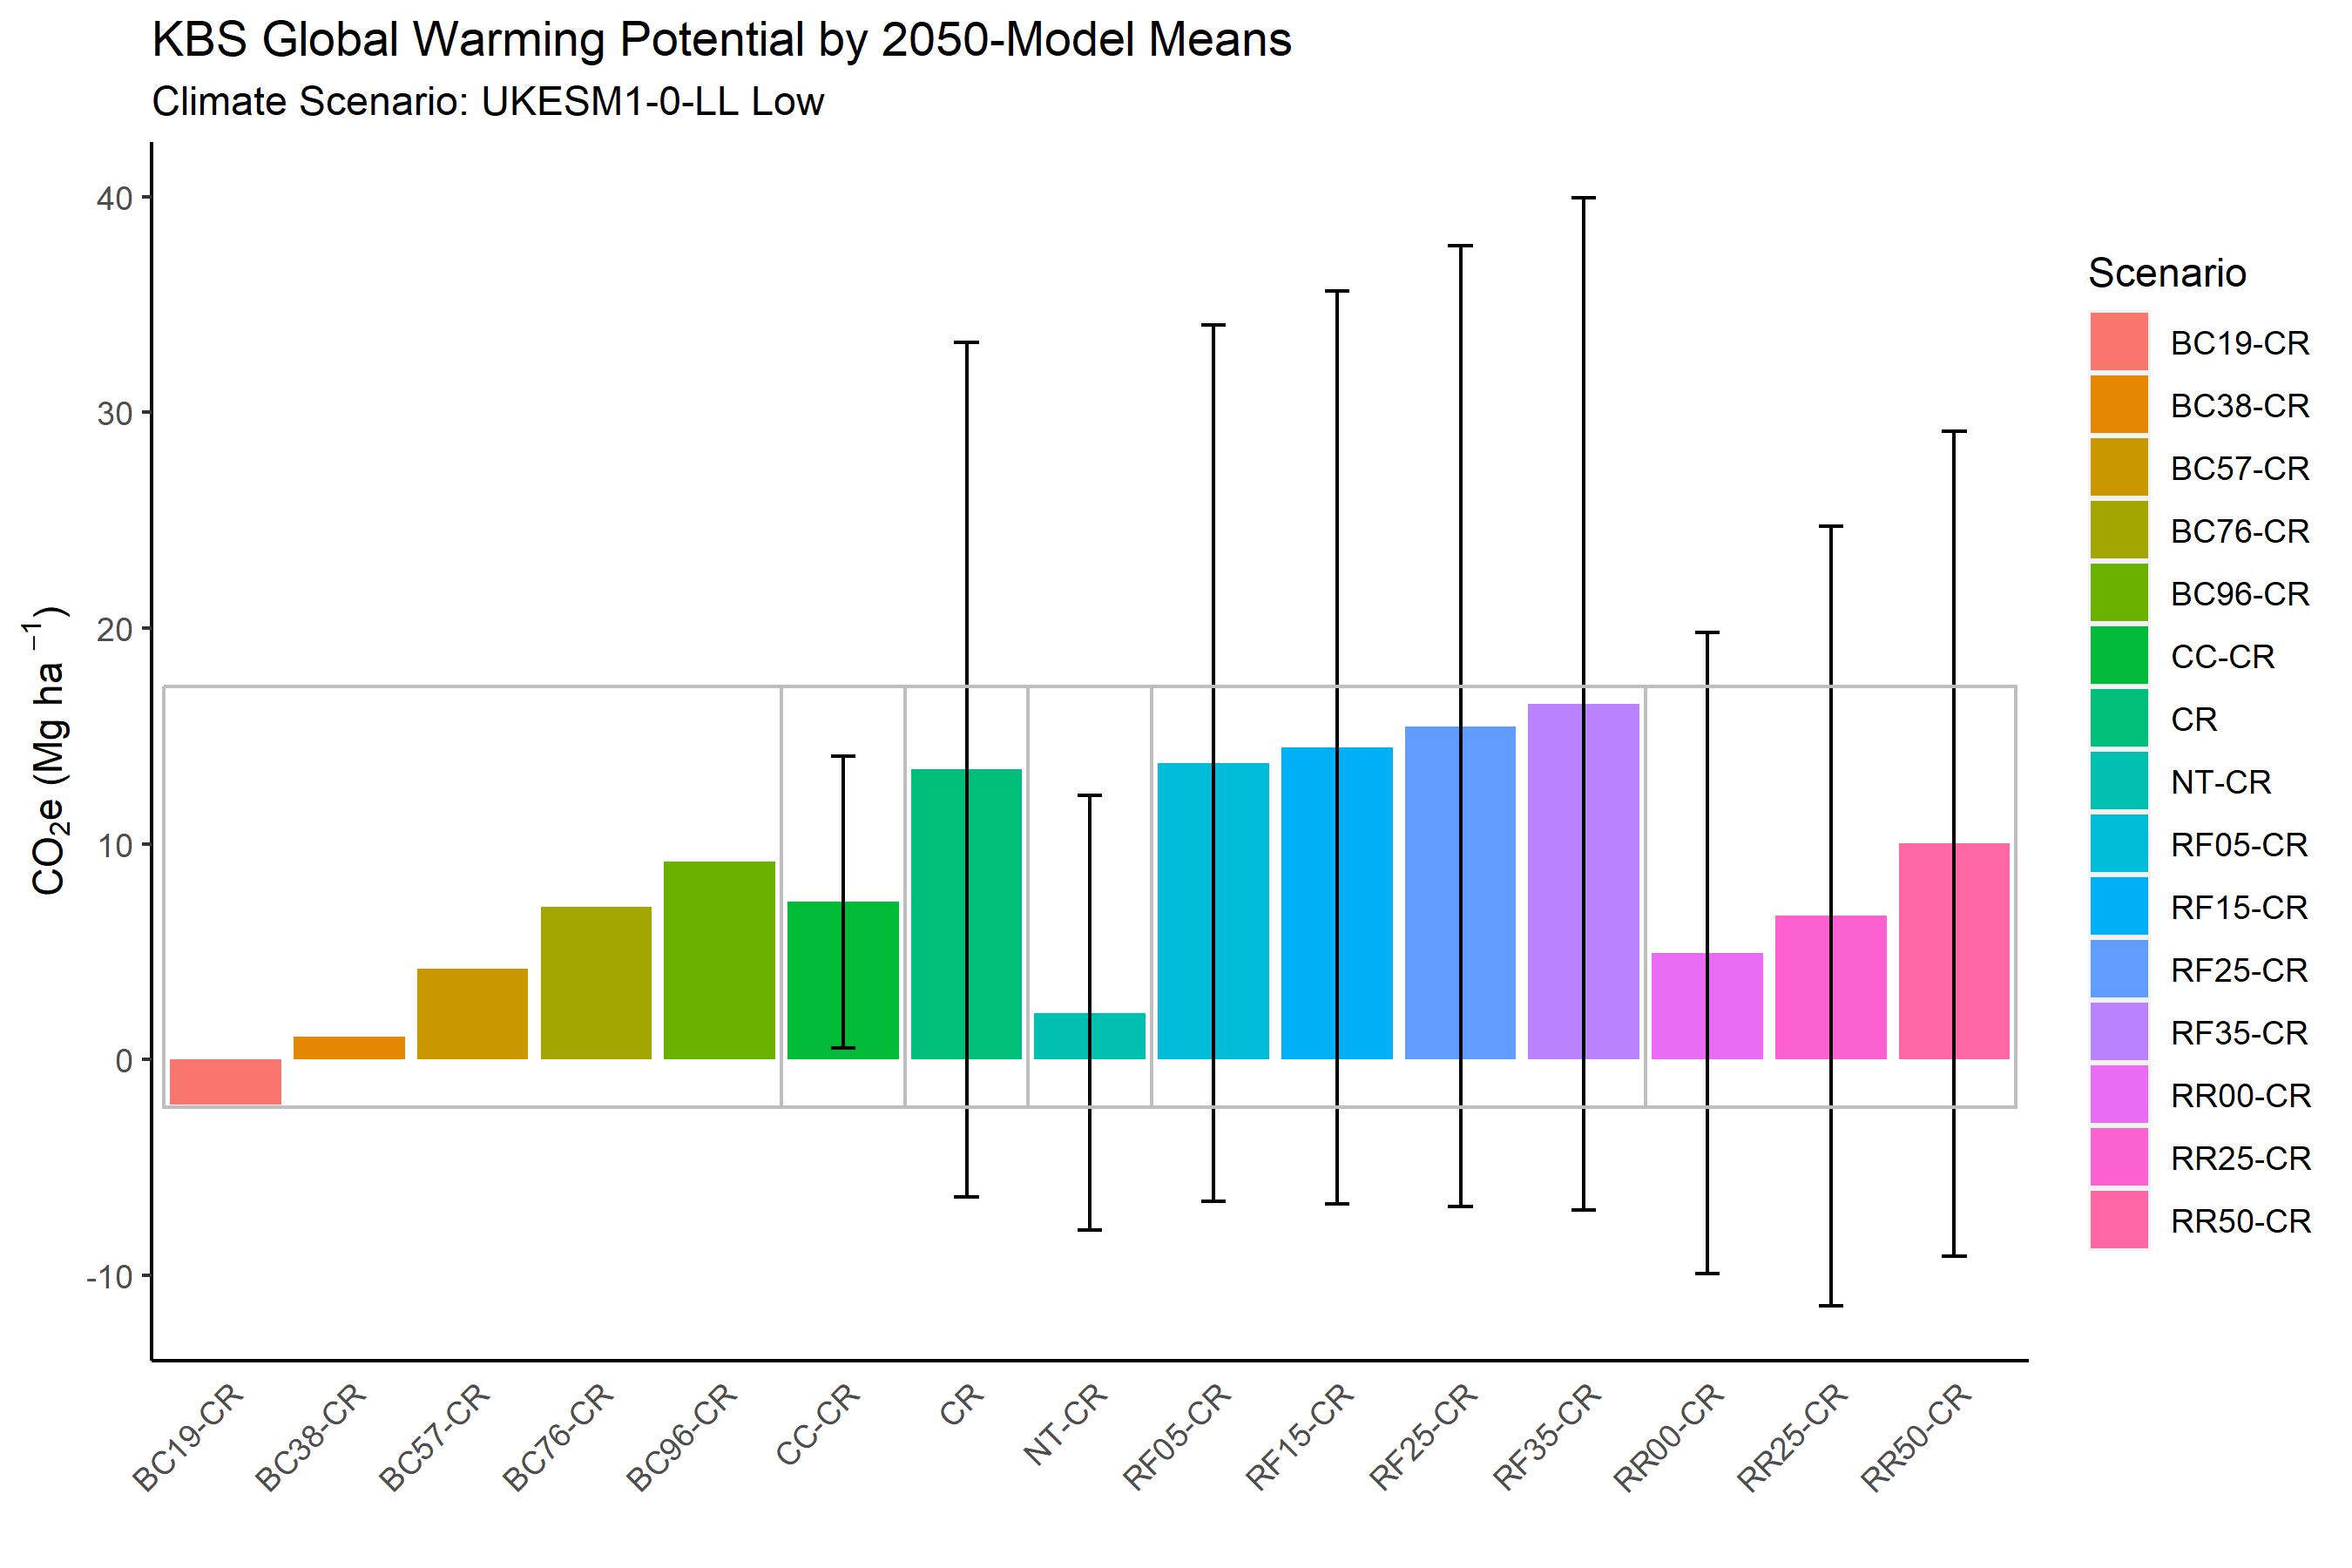 KBS Global Warming Potential by 2050-Model Means
Climate Scenario: UKESM1-0-LL Low
CO₂e (Mg ha ⁻¹)
40
30
20
10
0
-10
BC19-CR
BC38-CR
BC57-CR
BC76-CR
BC96-CR
CC-CR
CR
NT-CR
RF05-CR
RF15-CR
RF25-CR
RF35-CR
RR00-CR
RR25-CR
RR50-CR
Scenario
BC19-CR
BC38-CR
BC57-CR
BC76-CR
BC96-CR
CC-CR
CR
NT-CR
RF05-CR
RF15-CR
RF25-CR
RF35-CR
RR00-CR
RR25-CR
RR50-CR